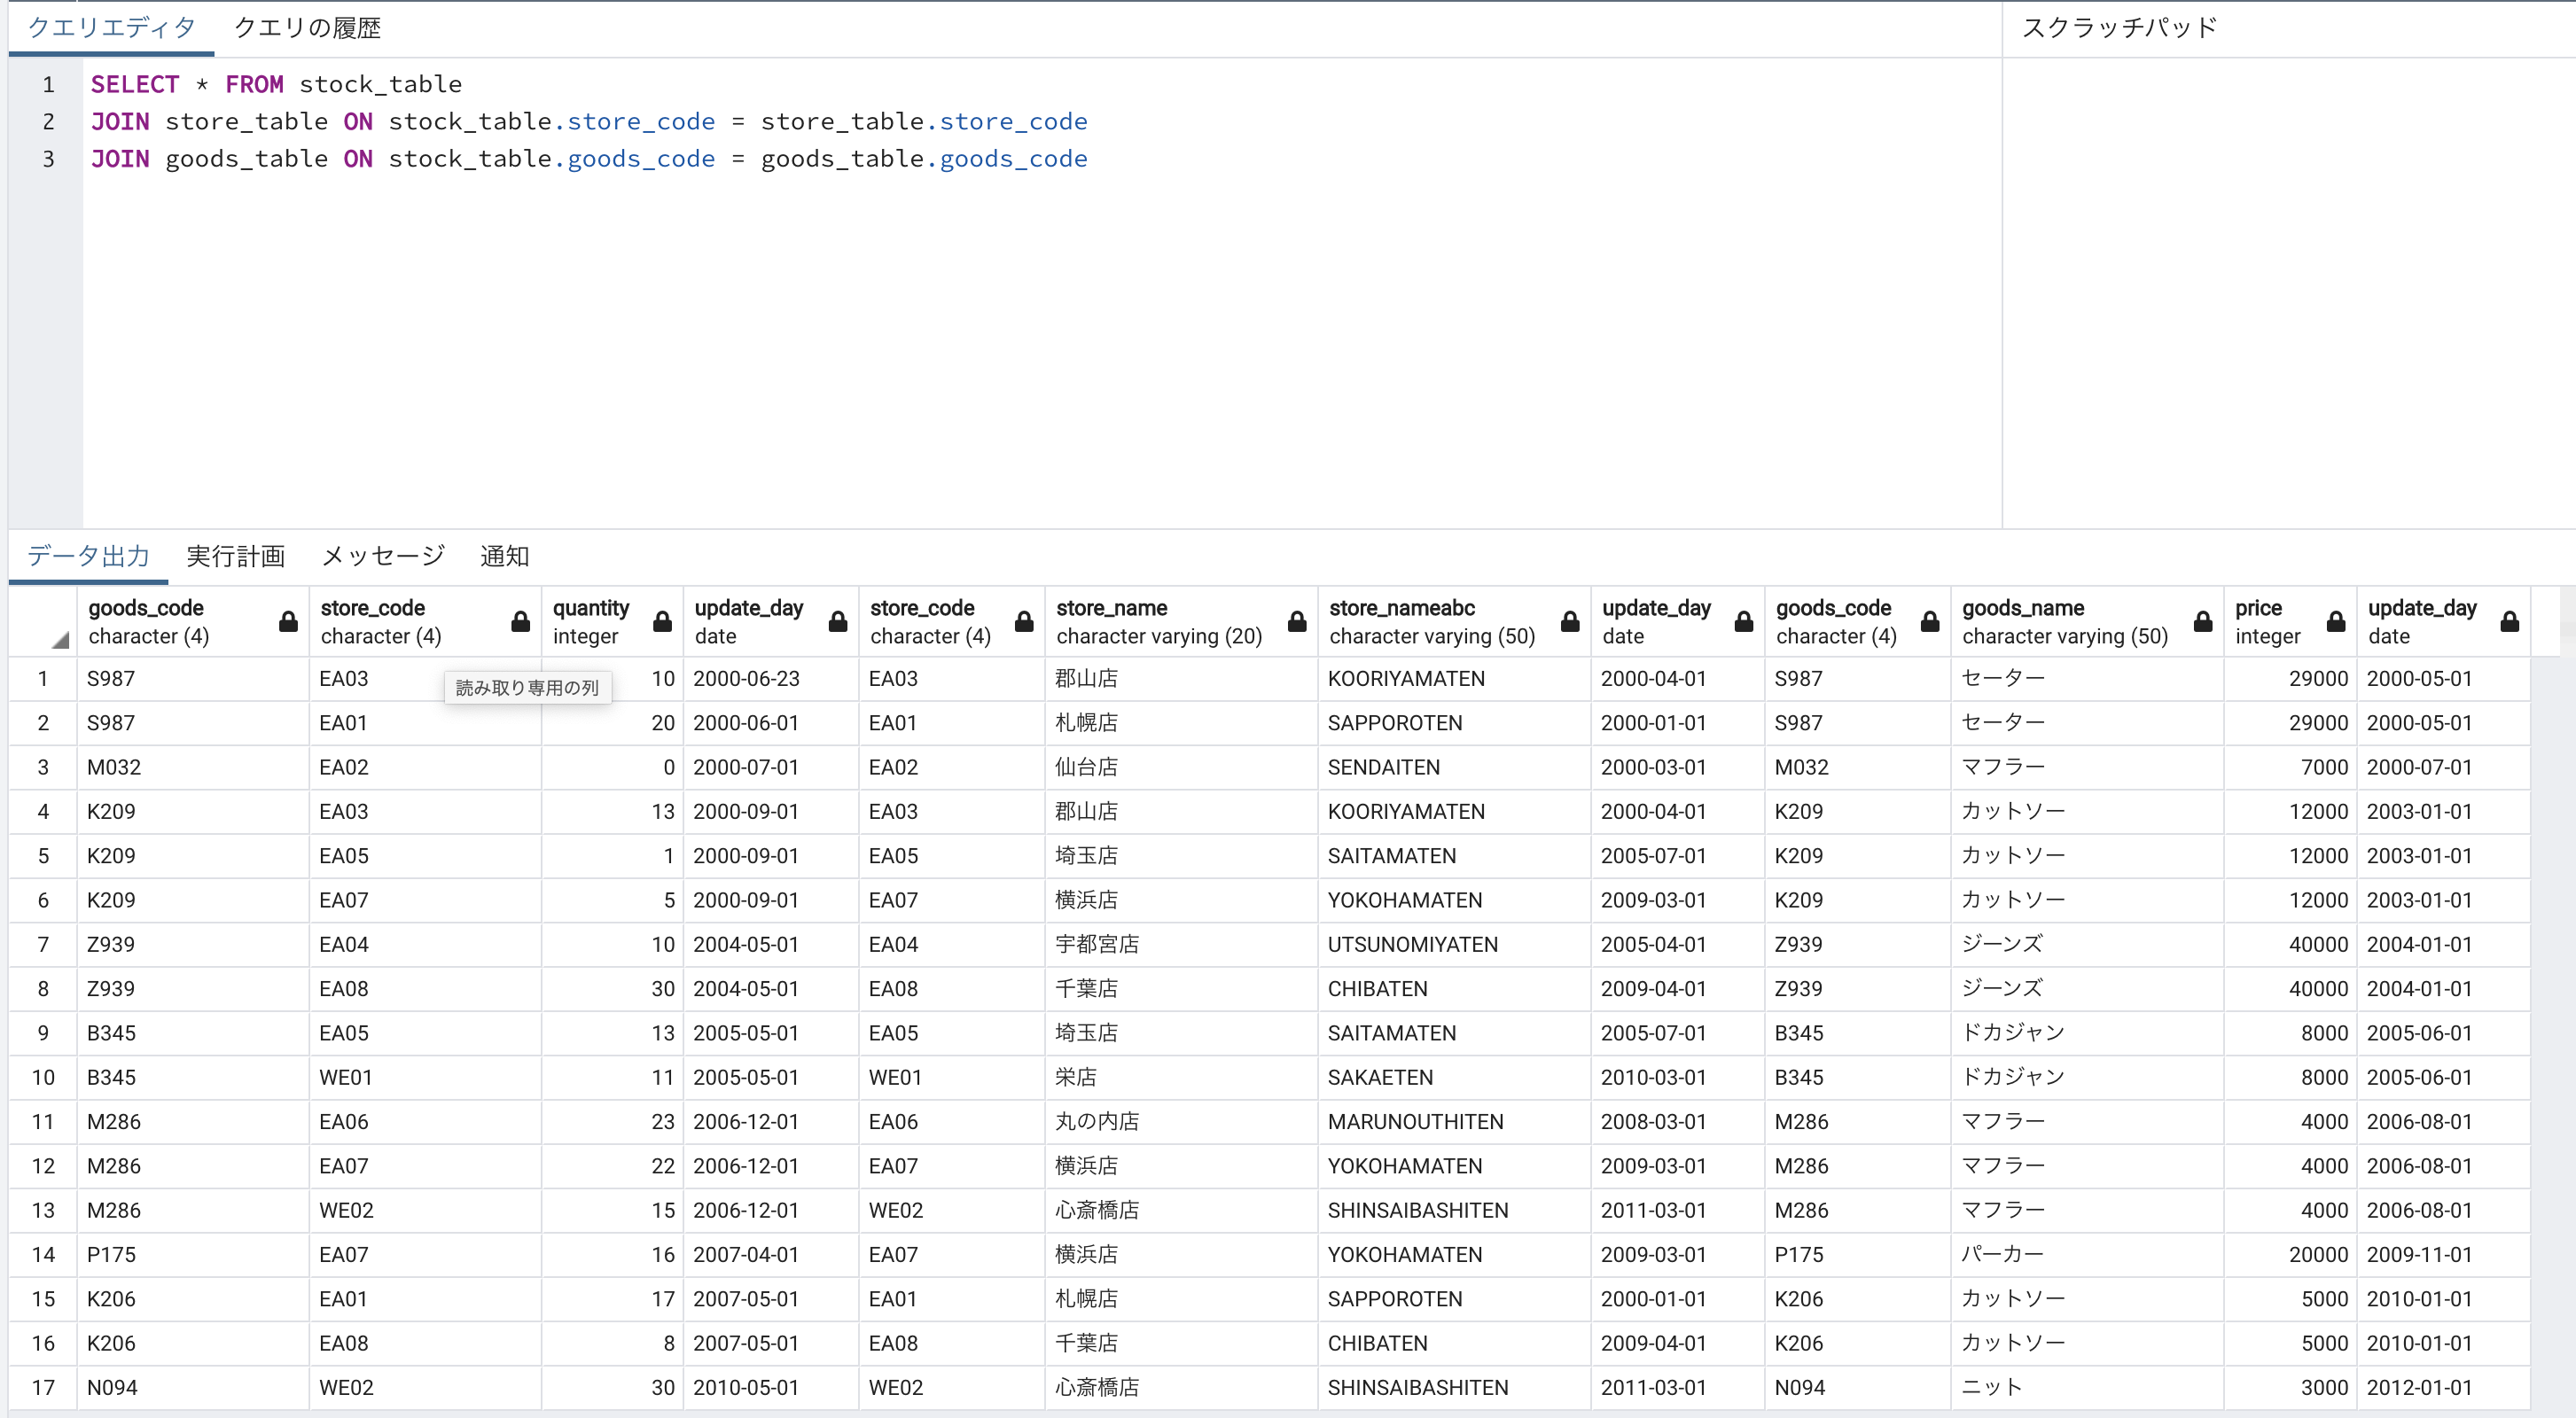 クエリエディタ クエリの履歴 スクラッチパッド
1 SELECT * FROM stock_table
2 JOIN store_table ON stock_table.store_code = store_table.store_code
3 JOIN goods_table ON stock_table.goods_code = goods_table.goods_code
データ出力 実行計画 メッセージ 通知
goods_code store_code quantity update_day store_code store_name store_nameabc update_day goods_code goods_name price update_day
character (4) character (4) integer date character (4) character varying (20) character varying (50) date character (4) character varying (50) integer date
1 S987 EA03 10 2000-06-23 EA03 郡山店 KOORIYAMATEN 2000-04-01 S987 セーター 29000 2000-05-01
読み取り専用の列
2 S987 EA01 20 2000-06-01 EA01 札幌店 SAPPOROTEN 2000-01-01 S987 セーター 29000 2000-05-01
3 M032 EA02 0 2000-07-01 EA02 仙台店 SENDAITEN 2000-03-01 M032 マフラー 7000 2000-07-01
4 K209 EA03 13 2000-09-01 EA03 郡山店 KOORIYAMATEN 2000-04-01 K209 カットソー 12000 2003-01-01
5 K209 EA05 1 2000-09-01 EA05 埼玉店 SAITAMATEN 2005-07-01 K209 カットソー 12000 2003-01-01
6 K209 EA07 5 2000-09-01 EA07 横浜店 YOKOHAMATEN 2009-03-01 K209 カットソー 12000 2003-01-01
7 Z939 EA04 10 2004-05-01 EA04 宇都宮店 UTSUNOMIYATEN 2005-04-01 Z939 ジーンズ 40000 2004-01-01
8 Z939 EA08 30 2004-05-01 EA08 千葉店 CHIBATEN 2009-04-01 Z939 ジーンズ 40000 2004-01-01
9 B345 EA05 13 2005-05-01 EA05 埼玉店 SAITAMATEN 2005-07-01 B345 ドカジャン 8000 2005-06-01
10 B345 WE01 11 2005-05-01 WE01 栄店 SAKAETEN 2010-03-01 B345 ドカジャン 8000 2005-06-01
11 M286 EA06 23 2006-12-01 EA06 丸の内店 MARUNOUTHITEN 2008-03-01 M286 マフラー 4000 2006-08-01
12 M286 EA07 22 2006-12-01 EA07 横浜店 YOKOHAMATEN 2009-03-01 M286 マフラー 4000 2006-08-01
13 M286 WE02 15 2006-12-01 WE02 心斎橋店 SHINSAIBASHITEN 2011-03-01 M286 マフラー 4000 2006-08-01
14 P175 EA07 16 2007-04-01 EA07 横浜店 YOKOHAMATEN 2009-03-01 P175 パーカー 20000 2009-11-01
15 K206 EA01 17 2007-05-01 EA01 札幌店 SAPPOROTEN 2000-01-01 K206 カットソー 5000 2010-01-01
16 K206 EA08 8 2007-05-01 EA08 千葉店 CHIBATEN 2009-04-01 K206 カットソー 5000 2010-01-01
17 N094 WE02 30 2010-05-01 WE02 心斎橋店 SHINSAIBASHITEN 2011-03-01 N094 ニット 3000 2012-01-01